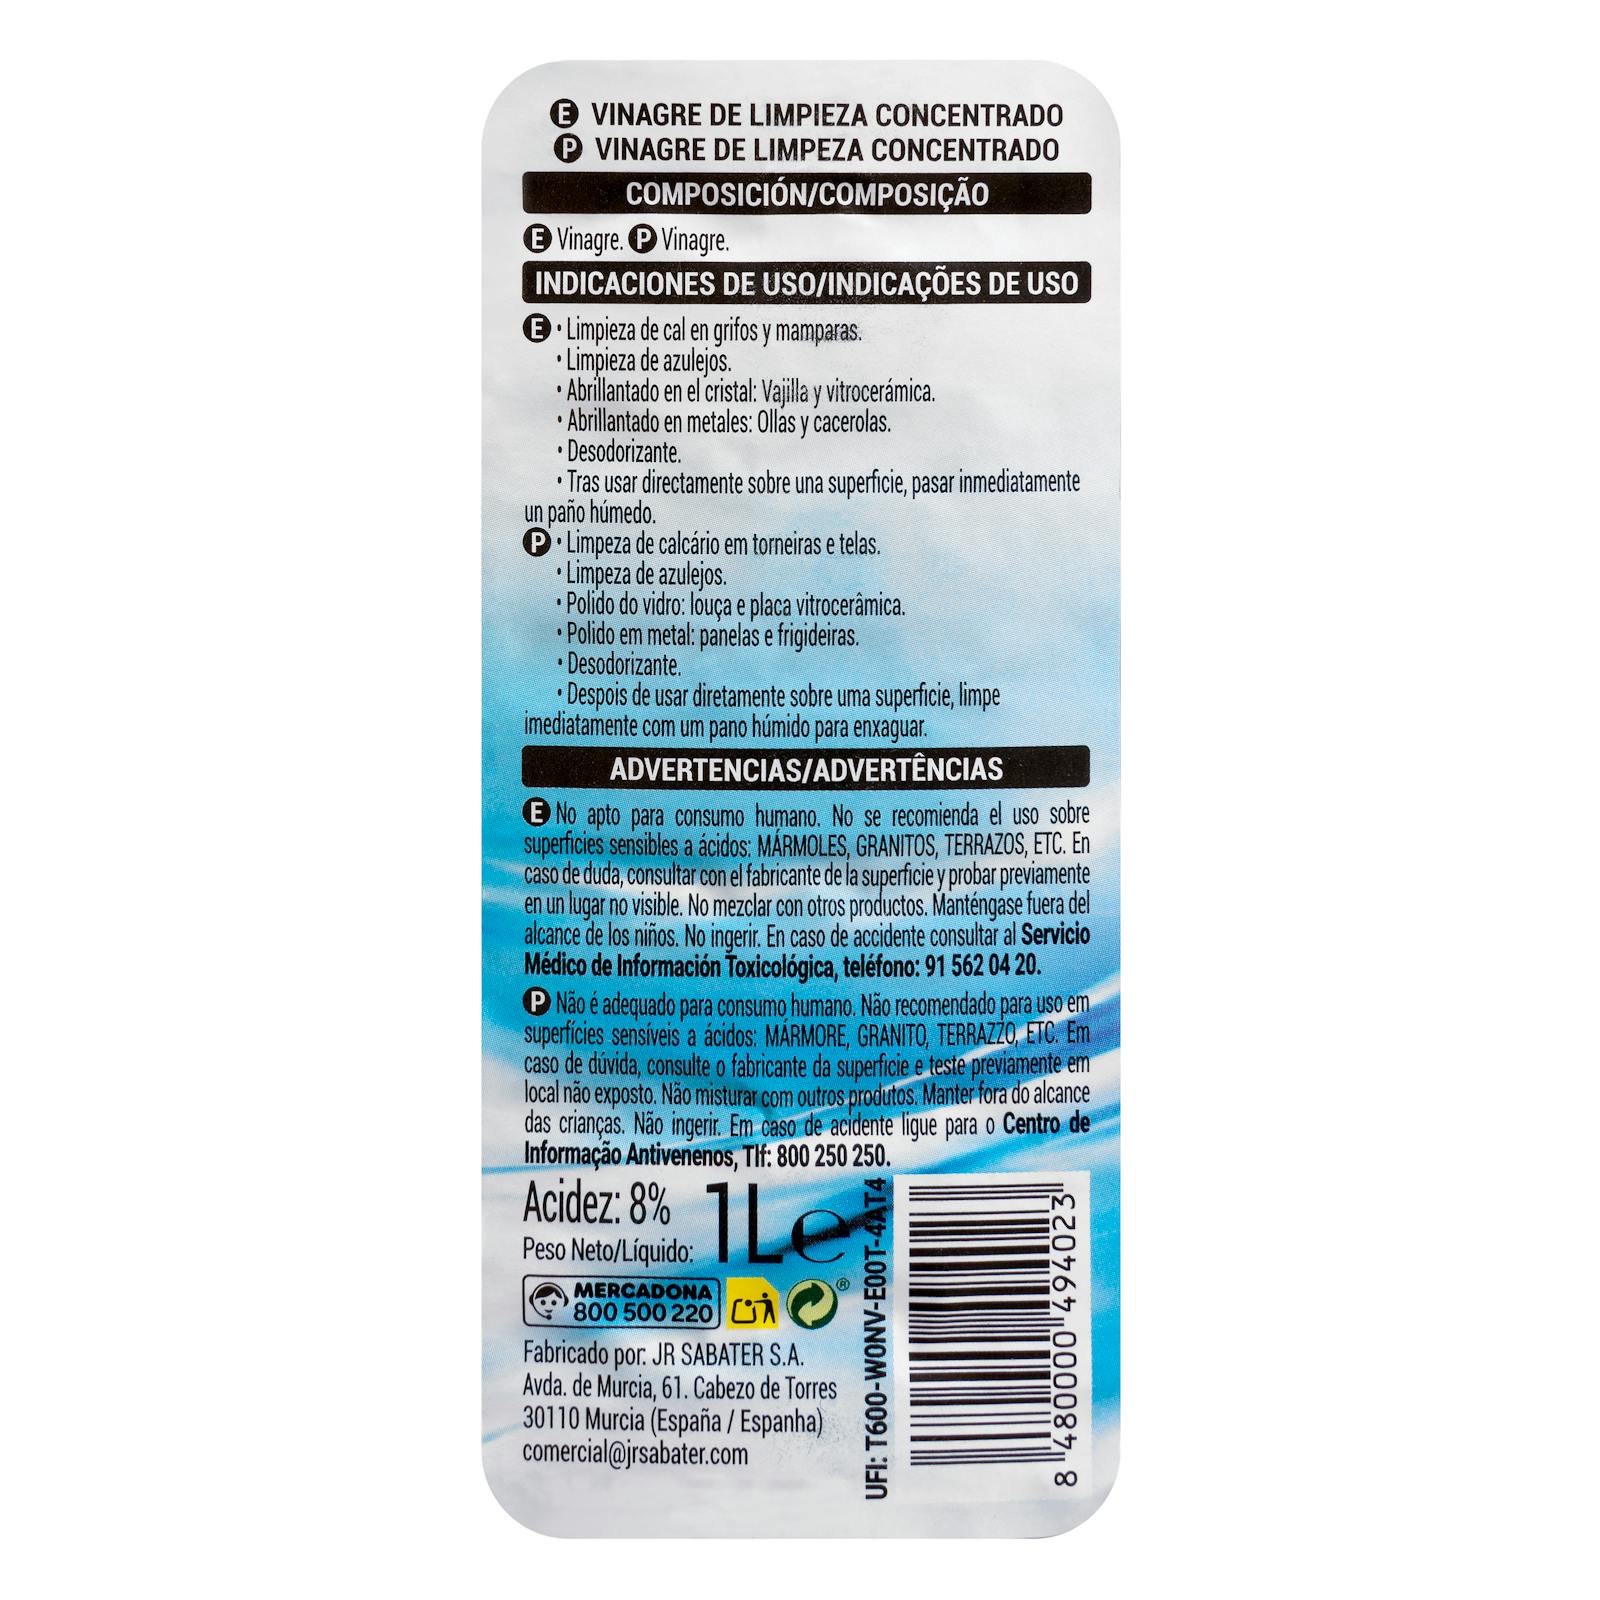 E VINAGRE DE LIMPIEZA CONCENTRADO
P VINAGRE DE LIMPEZA CONCENTRADO
COMPOSICIÓN/COMPOSIÇÃO
E Vinagre. P Vinagre.
INDICACIONES DE USO/INDICAÇÕES DE USO
E • Limpieza de cal en grifos y mamparas.
• Limpieza de azulejos.
• Abrillantado en el cristal: Vajilla y vitrocerámica.
• Abrillantado en metales: Ollas y cacerolas.
• Desodorizante.
• Tras usar directamente sobre una superficie, pasar inmediatamente
un paño húmedo.
P • Limpeza de calcário em torneiras e telas.
• Limpeza de azulejos.
• Polido do vidro: louça e placa vitrocerâmica.
• Polido em metal: panelas e frigideiras.
• Desodorizante.
• Despois de usar diretamente sobre uma superficie, limpe
imediatamente com um pano húmido para enxaguar.
ADVERTENCIAS/ADVERTÊNCIAS
E No apto para consumo humano. No se recomienda el uso sobre
superficies sensibles a ácidos: MÁRMOLES, GRANITOS, TERRAZOS, ETC. En
caso de duda, consultar con el fabricante de la superficie y probar previamente
en un lugar no visible. No mezclar con otros productos. Manténgase fuera del
alcance de los niños. No ingerir. En caso de accidente consultar al Servicio
Médico de Información Toxicológica, teléfono: 91 562 04 20.
P Não é adequado para consumo humano. Não recomendado para uso em
superfícies sensíveis a ácidos: MÁRMORE, GRANITO, TERRAZZO, ETC. Em
caso de dúvida, consulte o fabricante da superficie e teste previamente em
local não exposto. Não misturar com outros produtos. Manter fora do alcance
das crianças. Não ingerir. Em caso de acidente ligue para o Centro de
Informação Antivenenos, Tlf: 800 250 250.
Acidez: 8%
Peso Neto/Líquido: 1L e
MERCADONA
800 500 220
®
Fabricado por: JR SABATER S.A.
Avda. de Murcia, 61. Cabezo de Torres
30110 Murcia (España / Espanha)
comercial@jrsabater.com
UFI: T600-W0NV-E00T-4AT4
8 480000 494023